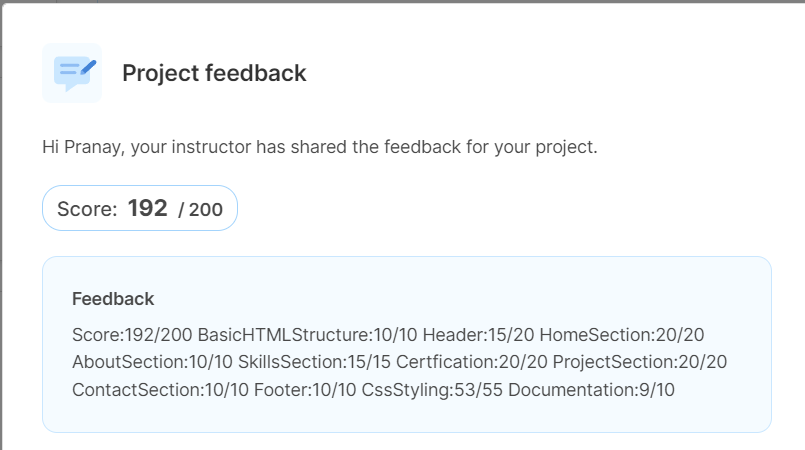 Project feedback
Hi Pranay, your instructor has shared the feedback for your project.
Score: 192 / 200
Feedback
Score:192/200 BasicHTMLStructure:10/10 Header:15/20 HomeSection:20/20
AboutSection:10/10 SkillsSection:15/15 Certfication:20/20 ProjectSection:20/20
ContactSection:10/10 Footer:10/10 CssStyling:53/55 Documentation:9/10